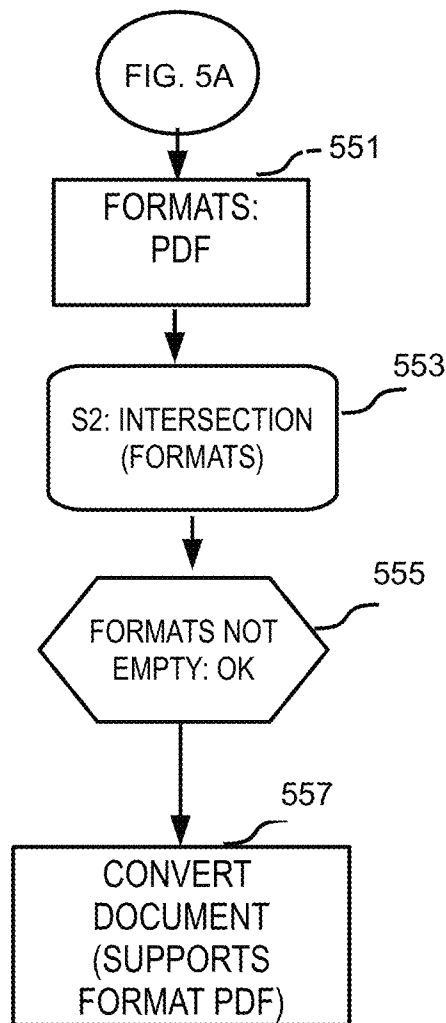 FIG. 5A
551
FORMATS:
PDF
553
S2: INTERSECTION
(FORMATS)
555
FORMATS NOT
EMPTY: OK
557
CONVERT
DOCUMENT
(SUPPORTS
FORMAT PDF)